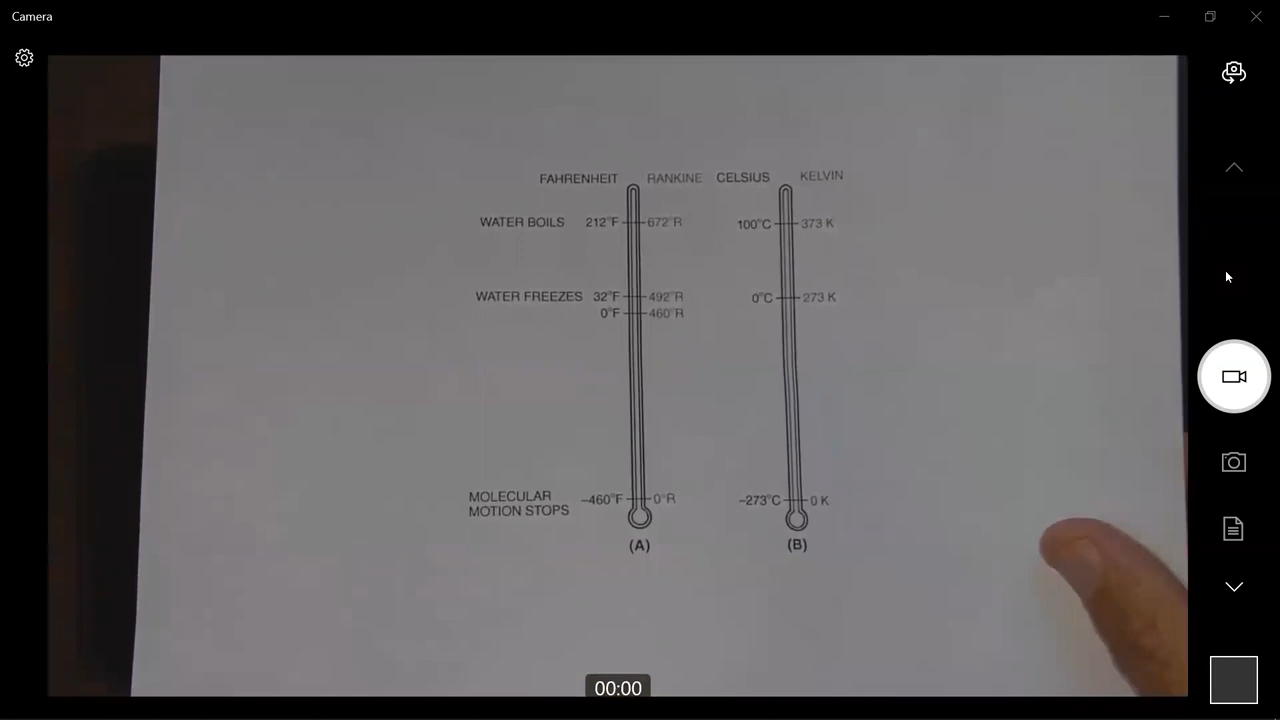 Camera
FAHRENHEIT RANKINE CELSIUS KELVIN
WATER BOILS 212°F 672°R 100°C 373 K
WATER FREEZES 32°F 492°R 0°C 273 K
0°F 460°R
MOLECULAR MOTION STOPS -460°F 0°R -273°C 0 K
(A) (B)
00:00